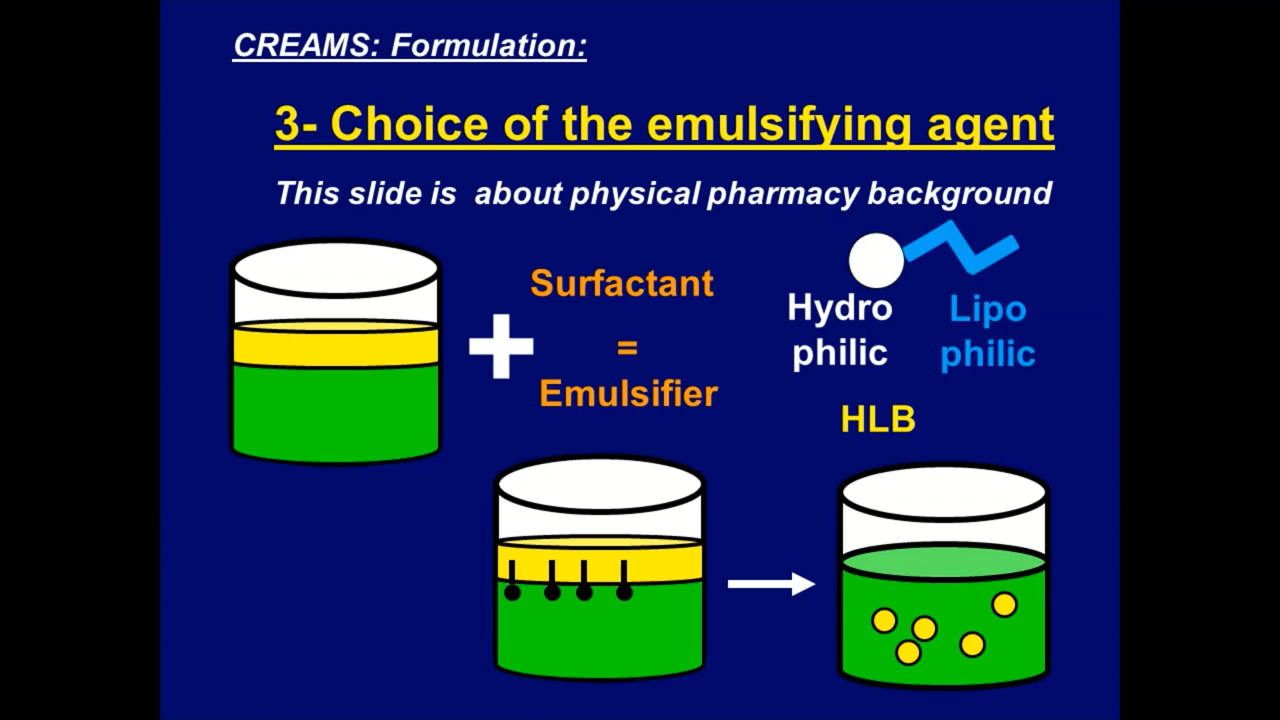 CREAMS: Formulation:
3- Choice of the emulsifying agent
This slide is about physical pharmacy background
Surfactant
=
Emulsifier
Hydro
philic
Lipo
philic
HLB